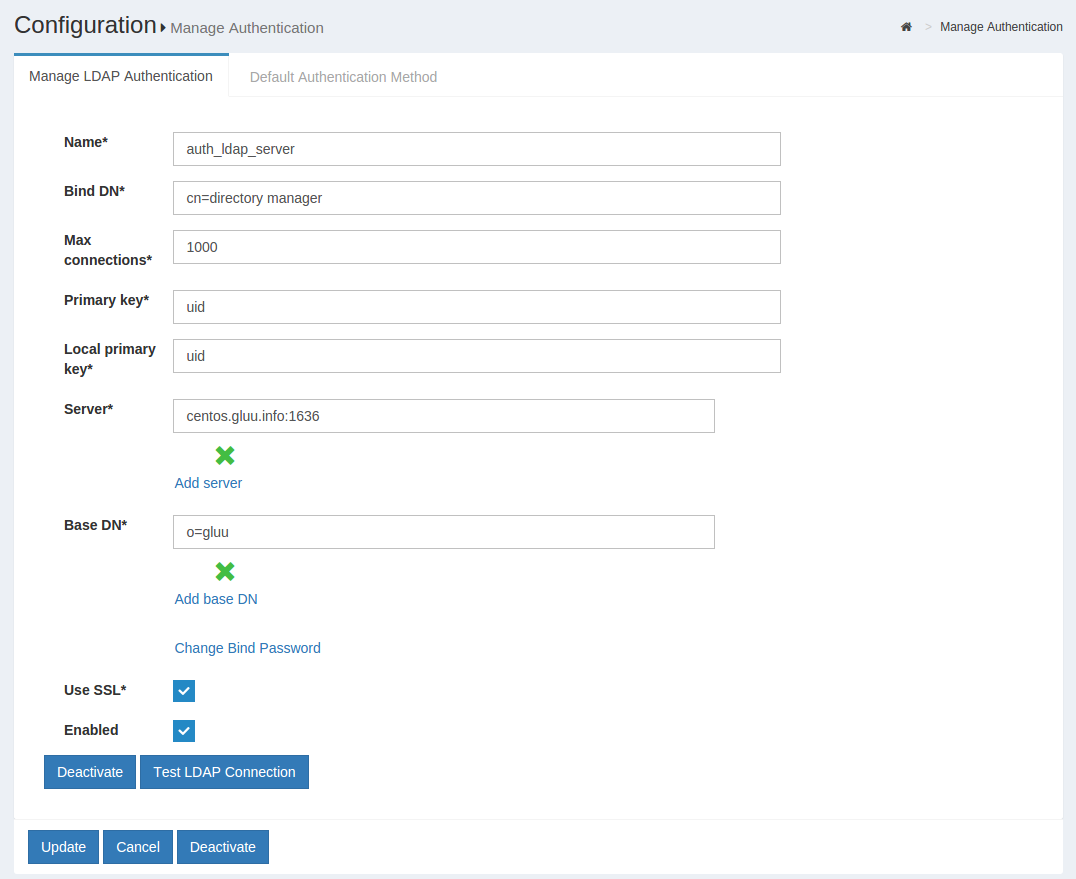 Configuration Manage Authentication
> Manage Authentication
Manage LDAP Authentication
Default Authentication Method
Name*
auth_ldap_server
Bind DN*
cn=directory manager
Max
connections*
1000
Primary key*
uid
Local primary
key*
uid
Server*
centos.gluu.info:1636
Add server
Base DN*
o=gluu
Add base DN
Change Bind Password
Use SSL*
Enabled
Deactivate
Test LDAP Connection
Update
Cancel
Deactivate